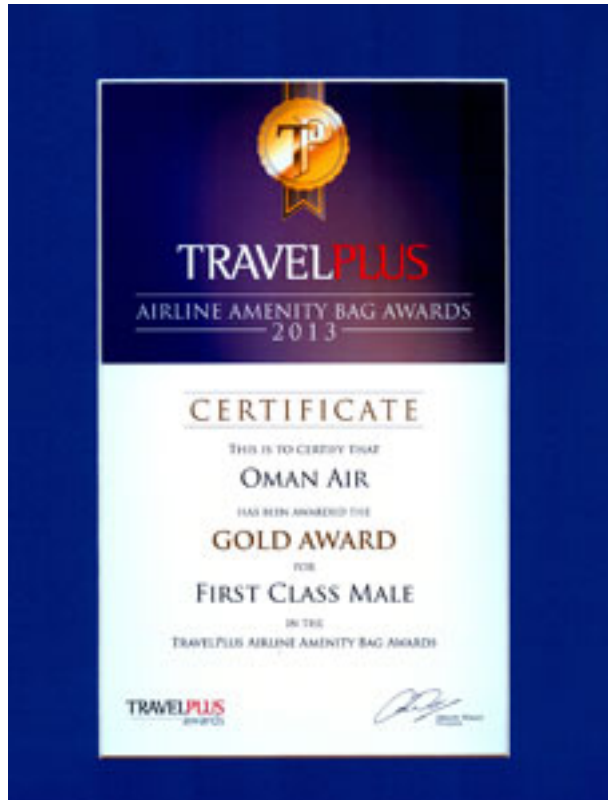 TP
TRAVELPLUS
AIRLINE AMENITY BAG AWARDS
2013
CERTIFICATE
THIS IS TO CERTIFY THAT
OMAN AIR
HAS BEEN AWARDED THE
GOLD AWARD
FOR
FIRST CLASS MALE
IN THE
TRAVELPLUS AIRLINE AMENITY BAG AWARDS
TRAVELPLUS
awards